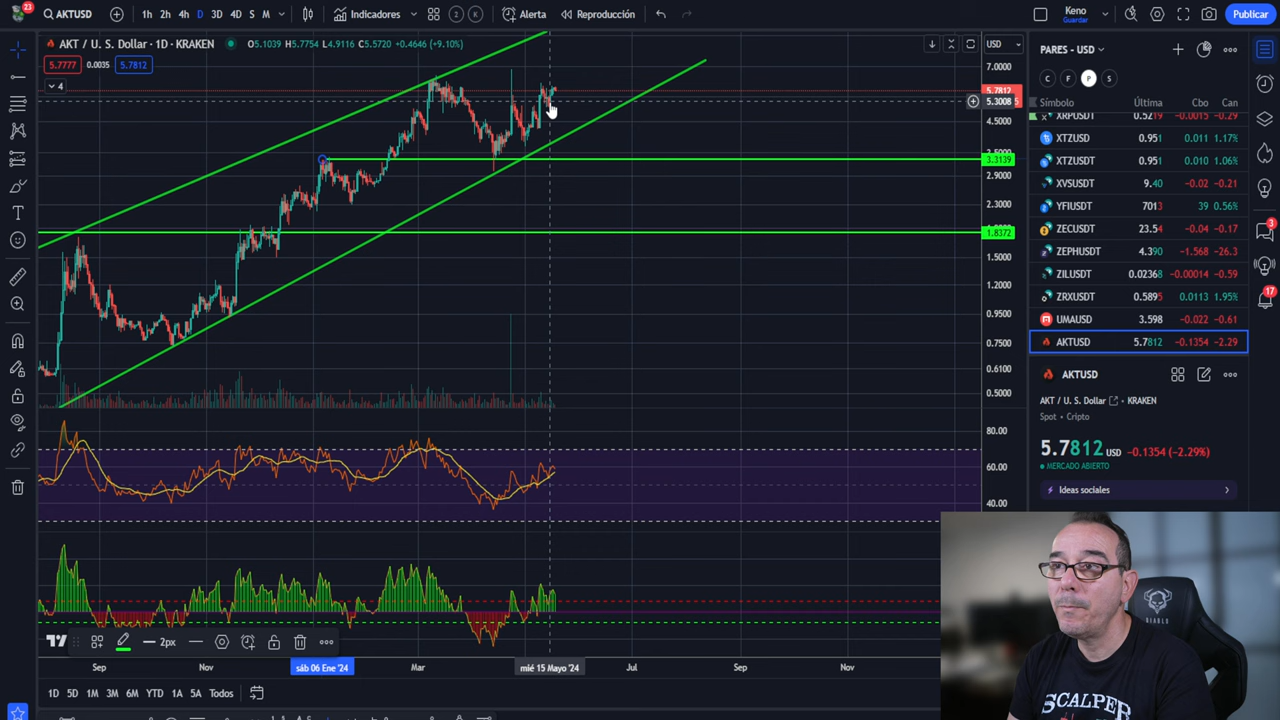 23
AKTUSD
1h 2h 4h D 3D 4D S M
Indicadores
2 K
Alerta
Reproducción
Keno
Guardar
Publicar
AKT / U. S. Dollar · 1D · KRAKEN
O5.1039 H5.7754 L4.9116 C5.5720 +0.4646 (+9.10%)
USD
5.7777 0.0035 5.7812
4
7.0000
5.7812
5.3008
4.5000
3.5000
3.3139
2.9000
2.3000
1.8372
1.5000
1.2000
0.9500
0.7500
0.6100
0.5000
80.00
60.00
40.00
2px
Sep Nov sáb 06 Ene '24 Mar mié 15 Mayo '24 Jul Sep Nov
1D 5D 1M 3M 6M YTD 1A 5A Todos
PARES - USD
C F P S
Símbolo Última Cbo Can
XRPUSDT 0.5219 -0.0015 -0.29
XTZUSD 0.951 0.011 1.17%
XTZUSDT 0.951 0.010 1.06%
XVSUSDT 9.40 -0.02 -0.21
YFIUSDT 7013 39 0.56%
ZECUSDT 23.54 -0.04 -0.17
ZEPHUSDT 4.390 -1.568 -26.3
ZILUSDT 0.02368 -0.00014 -0.59
ZRXUSDT 0.5895 0.0113 1.95%
UMAUSD 3.598 -0.022 -0.61
AKTUSD 5.7812 -0.1354 -2.29
AKTUSD
AKT / U. S. Dollar · KRAKEN
Spot · Cripto
5.7812 USD -0.1354 (-2.29%)
MERCADO ABIERTO
Ideas sociales
3
17
DIABLO
SCALPER